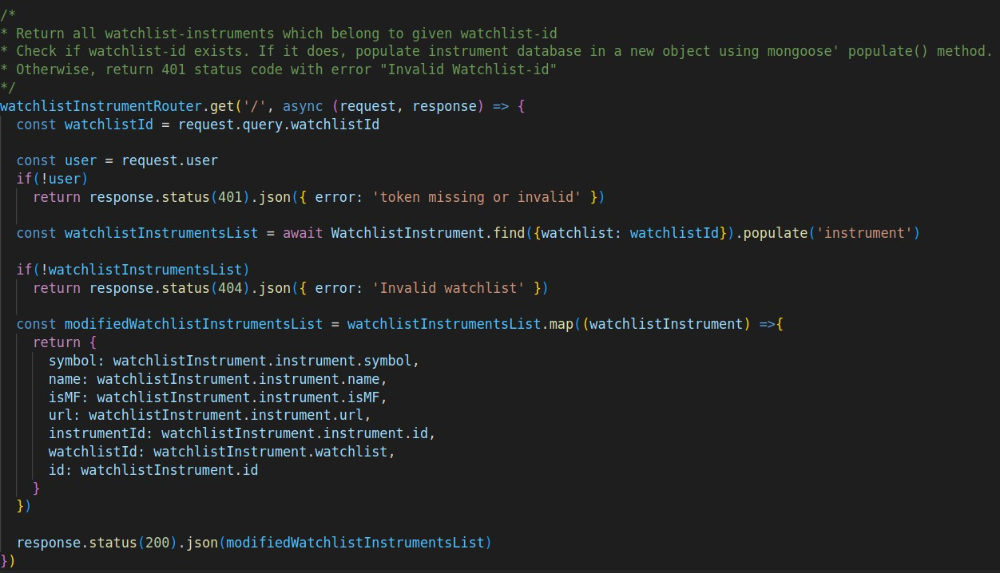 /*
* Return all watchlist-instruments which belong to given watchlist-id
* Check if watchlist-id exists. If it does, populate instrument database in a new object using mongoose' populate() method.
* Otherwise, return 401 status code with error "Invalid Watchlist-id"
*/
watchlistInstrumentRouter.get('/', async (request, response) => {
  const watchlistId = request.query.watchlistId

  const user = request.user
  if(!user)
    return response.status(401).json({ error: 'token missing or invalid' })

  const watchlistInstrumentsList = await WatchlistInstrument.find({watchlist: watchlistId}).populate('instrument')

  if(!watchlistInstrumentsList)
    return response.status(404).json({ error: 'Invalid watchlist' })

  const modifiedWatchlistInstrumentsList = watchlistInstrumentsList.map((watchlistInstrument) =>{
    return {
      symbol: watchlistInstrument.instrument.symbol,
      name: watchlistInstrument.instrument.name,
      isMF: watchlistInstrument.instrument.isMF,
      url: watchlistInstrument.instrument.url,
      instrumentId: watchlistInstrument.instrument.id,
      watchlistId: watchlistInstrument.watchlist,
      id: watchlistInstrument.id
    }
  })

  response.status(200).json(modifiedWatchlistInstrumentsList)
})